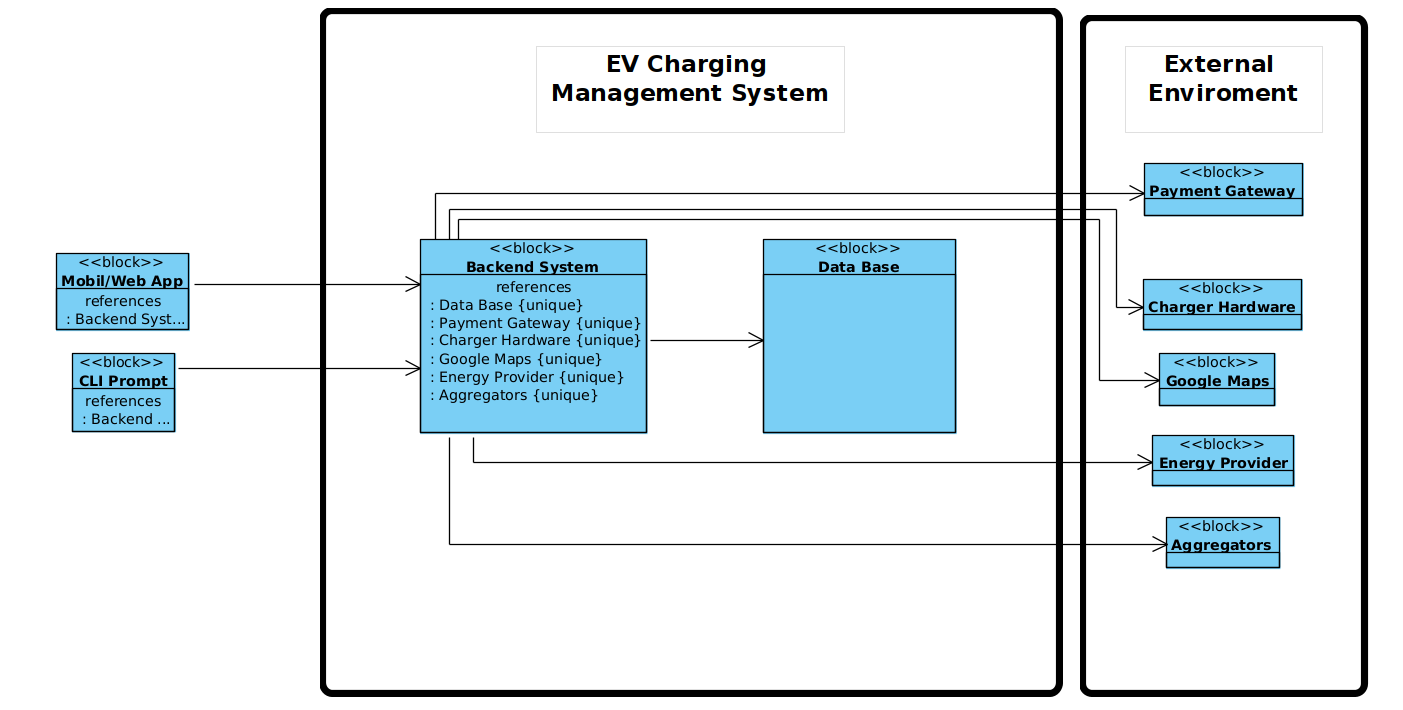 EV Charging
Management System
External
Enviroment
<<block>>
Mobil/Web App
references
: Backend Syst...
<<block>>
CLI Prompt
references
: Backend ...
<<block>>
Backend System
references
: Data Base {unique}
: Payment Gateway {unique}
: Charger Hardware {unique}
: Google Maps {unique}
: Energy Provider {unique}
: Aggregators {unique}
<<block>>
Data Base
<<block>>
Payment Gateway
<<block>>
Charger Hardware
<<block>>
Google Maps
<<block>>
Energy Provider
<<block>>
Aggregators